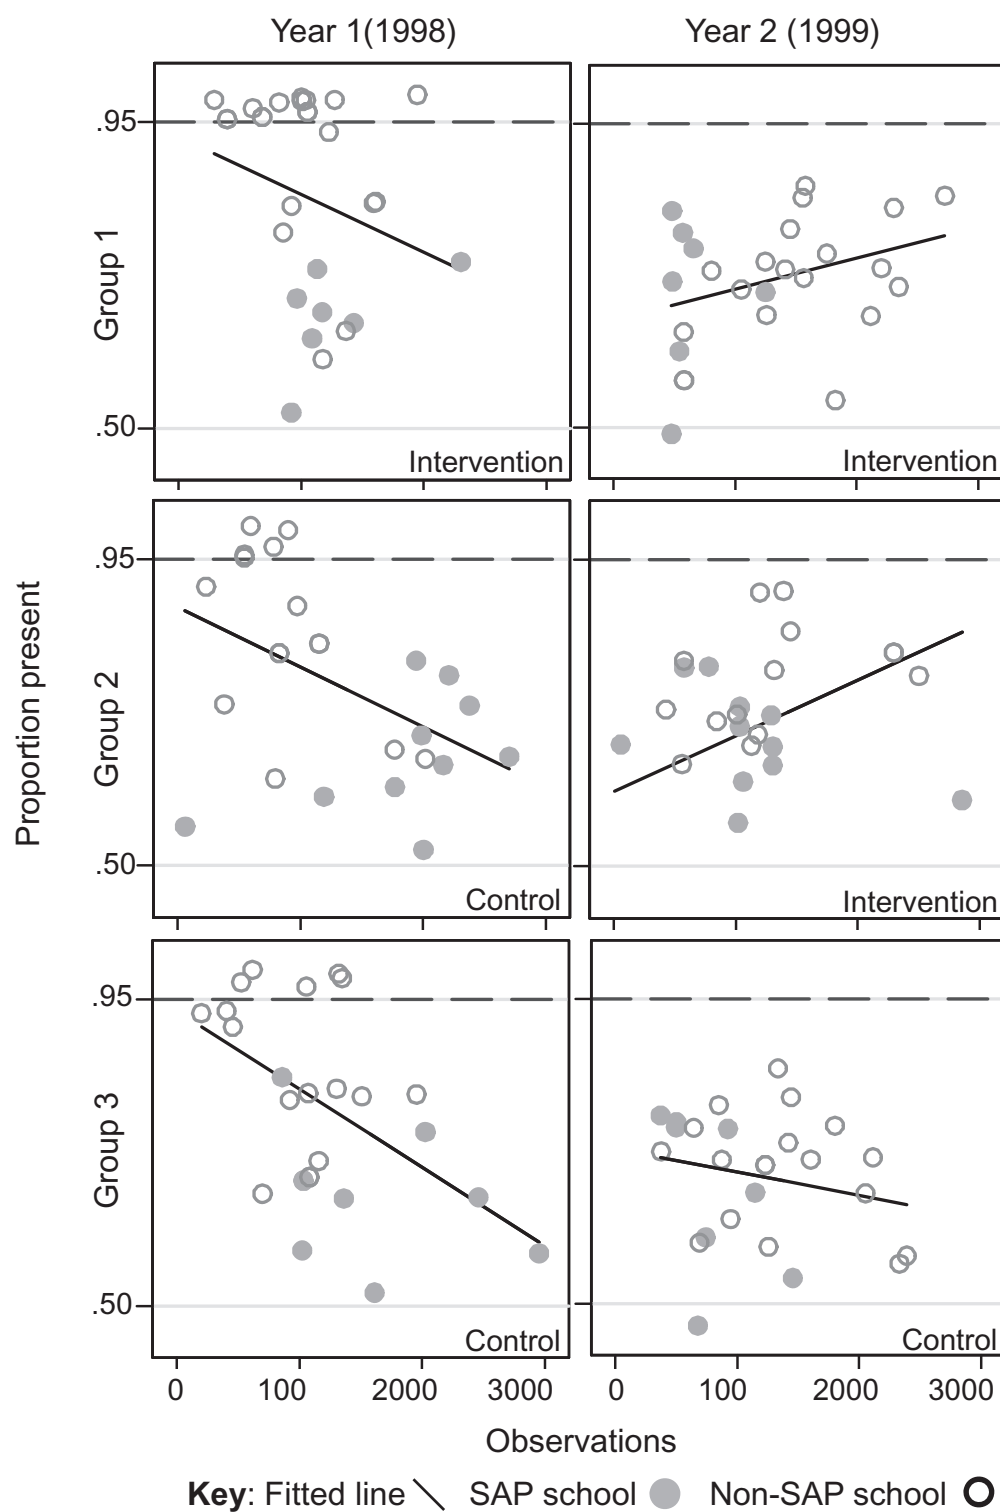 Year 1(1998) Year 2 (1999)
.95
Group 1
.50
Intervention Intervention
.95
Proportion present
Group 2
.50
Control Intervention
.95
Group 3
.50
Control Control
0 100 2000 3000 0 100 2000 3000
Observations
Key: Fitted line SAP school Non-SAP school